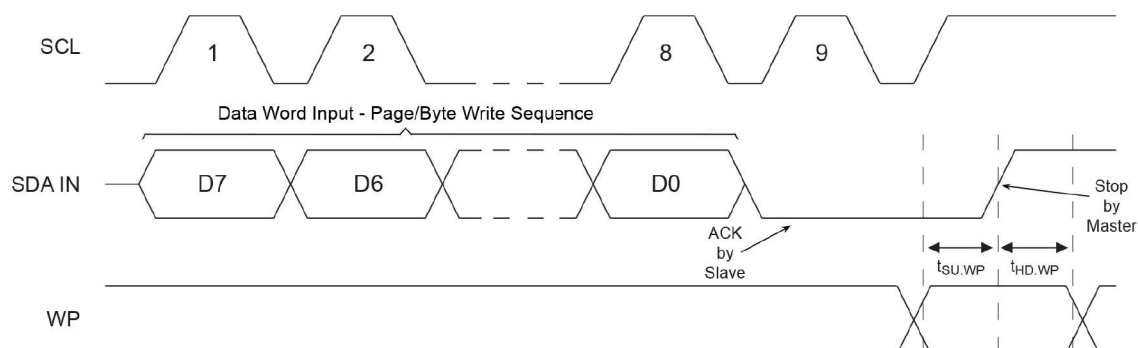 SCL
1
2
8
9
Data Word Input - Page/Byte Write Sequence
SDA IN
D7
D6
D0
ACK
by
Slave
Stop
by
Master
tSU.WP
tHD.WP
WP